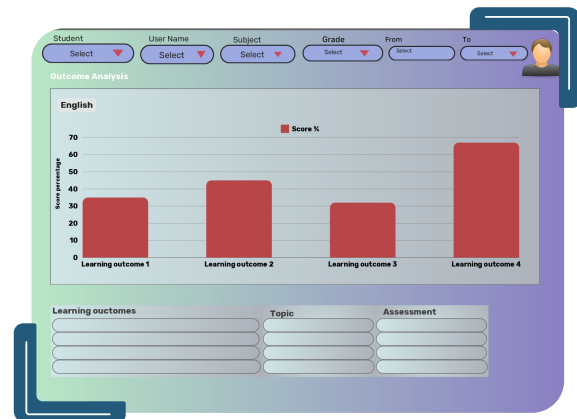 Student User Name Subject Grade From To
Select Select Select Select Select Select
Outcome Analysis
English
Score %
Score percentage
70
60
50
40
30
20
10
0
Learning outcome 1 Learning outcome 2 Learning outcome 3 Learning outcome 4
Learning ouctomes Topic Assessment